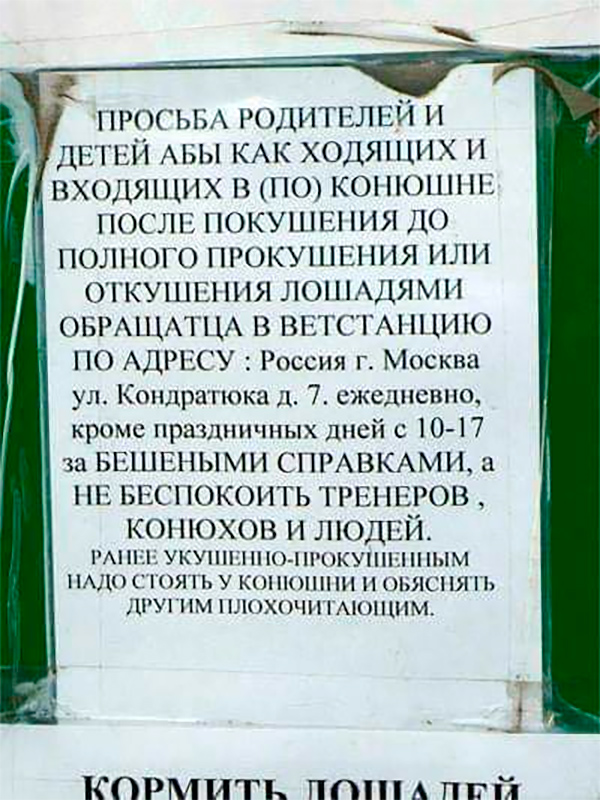 ПРОСЬБА РОДИТЕЛЕЙ И
ДЕТЕЙ АБЫ КАК ХОДЯЩИХ И
ВХОДЯЩИХ В (ПО) КОНЮШНЕ
ПОСЛЕ ПОКУШЕНИЯ ДО
ПОЛНОГО ПРОКУШЕНИЯ ИЛИ
ОТКУШЕНИЯ ЛОШАДЯМИ
ОБРАЩАТЦА В ВЕТСТАНЦИЮ
ПО АДРЕСУ : Россия г. Москва
ул. Кондратюка д. 7. ежедневно,
кроме праздничных дней с 10-17
за БЕШЕНЫМИ СПРАВКАМИ, а
НЕ БЕСПОКОИТЬ ТРЕНЕРОВ ,
КОНЮХОВ И ЛЮДЕЙ.
РАНЕЕ УКУШЕННО-ПРОКУШЕННЫМ
НАДО СТОЯТЬ У КОНЮШНИ И ОБЯСНЯТЬ
ДРУГИМ ПЛОХОЧИТАЮЩИМ.
КОРМИТЬ ЛОШАДЕЙ